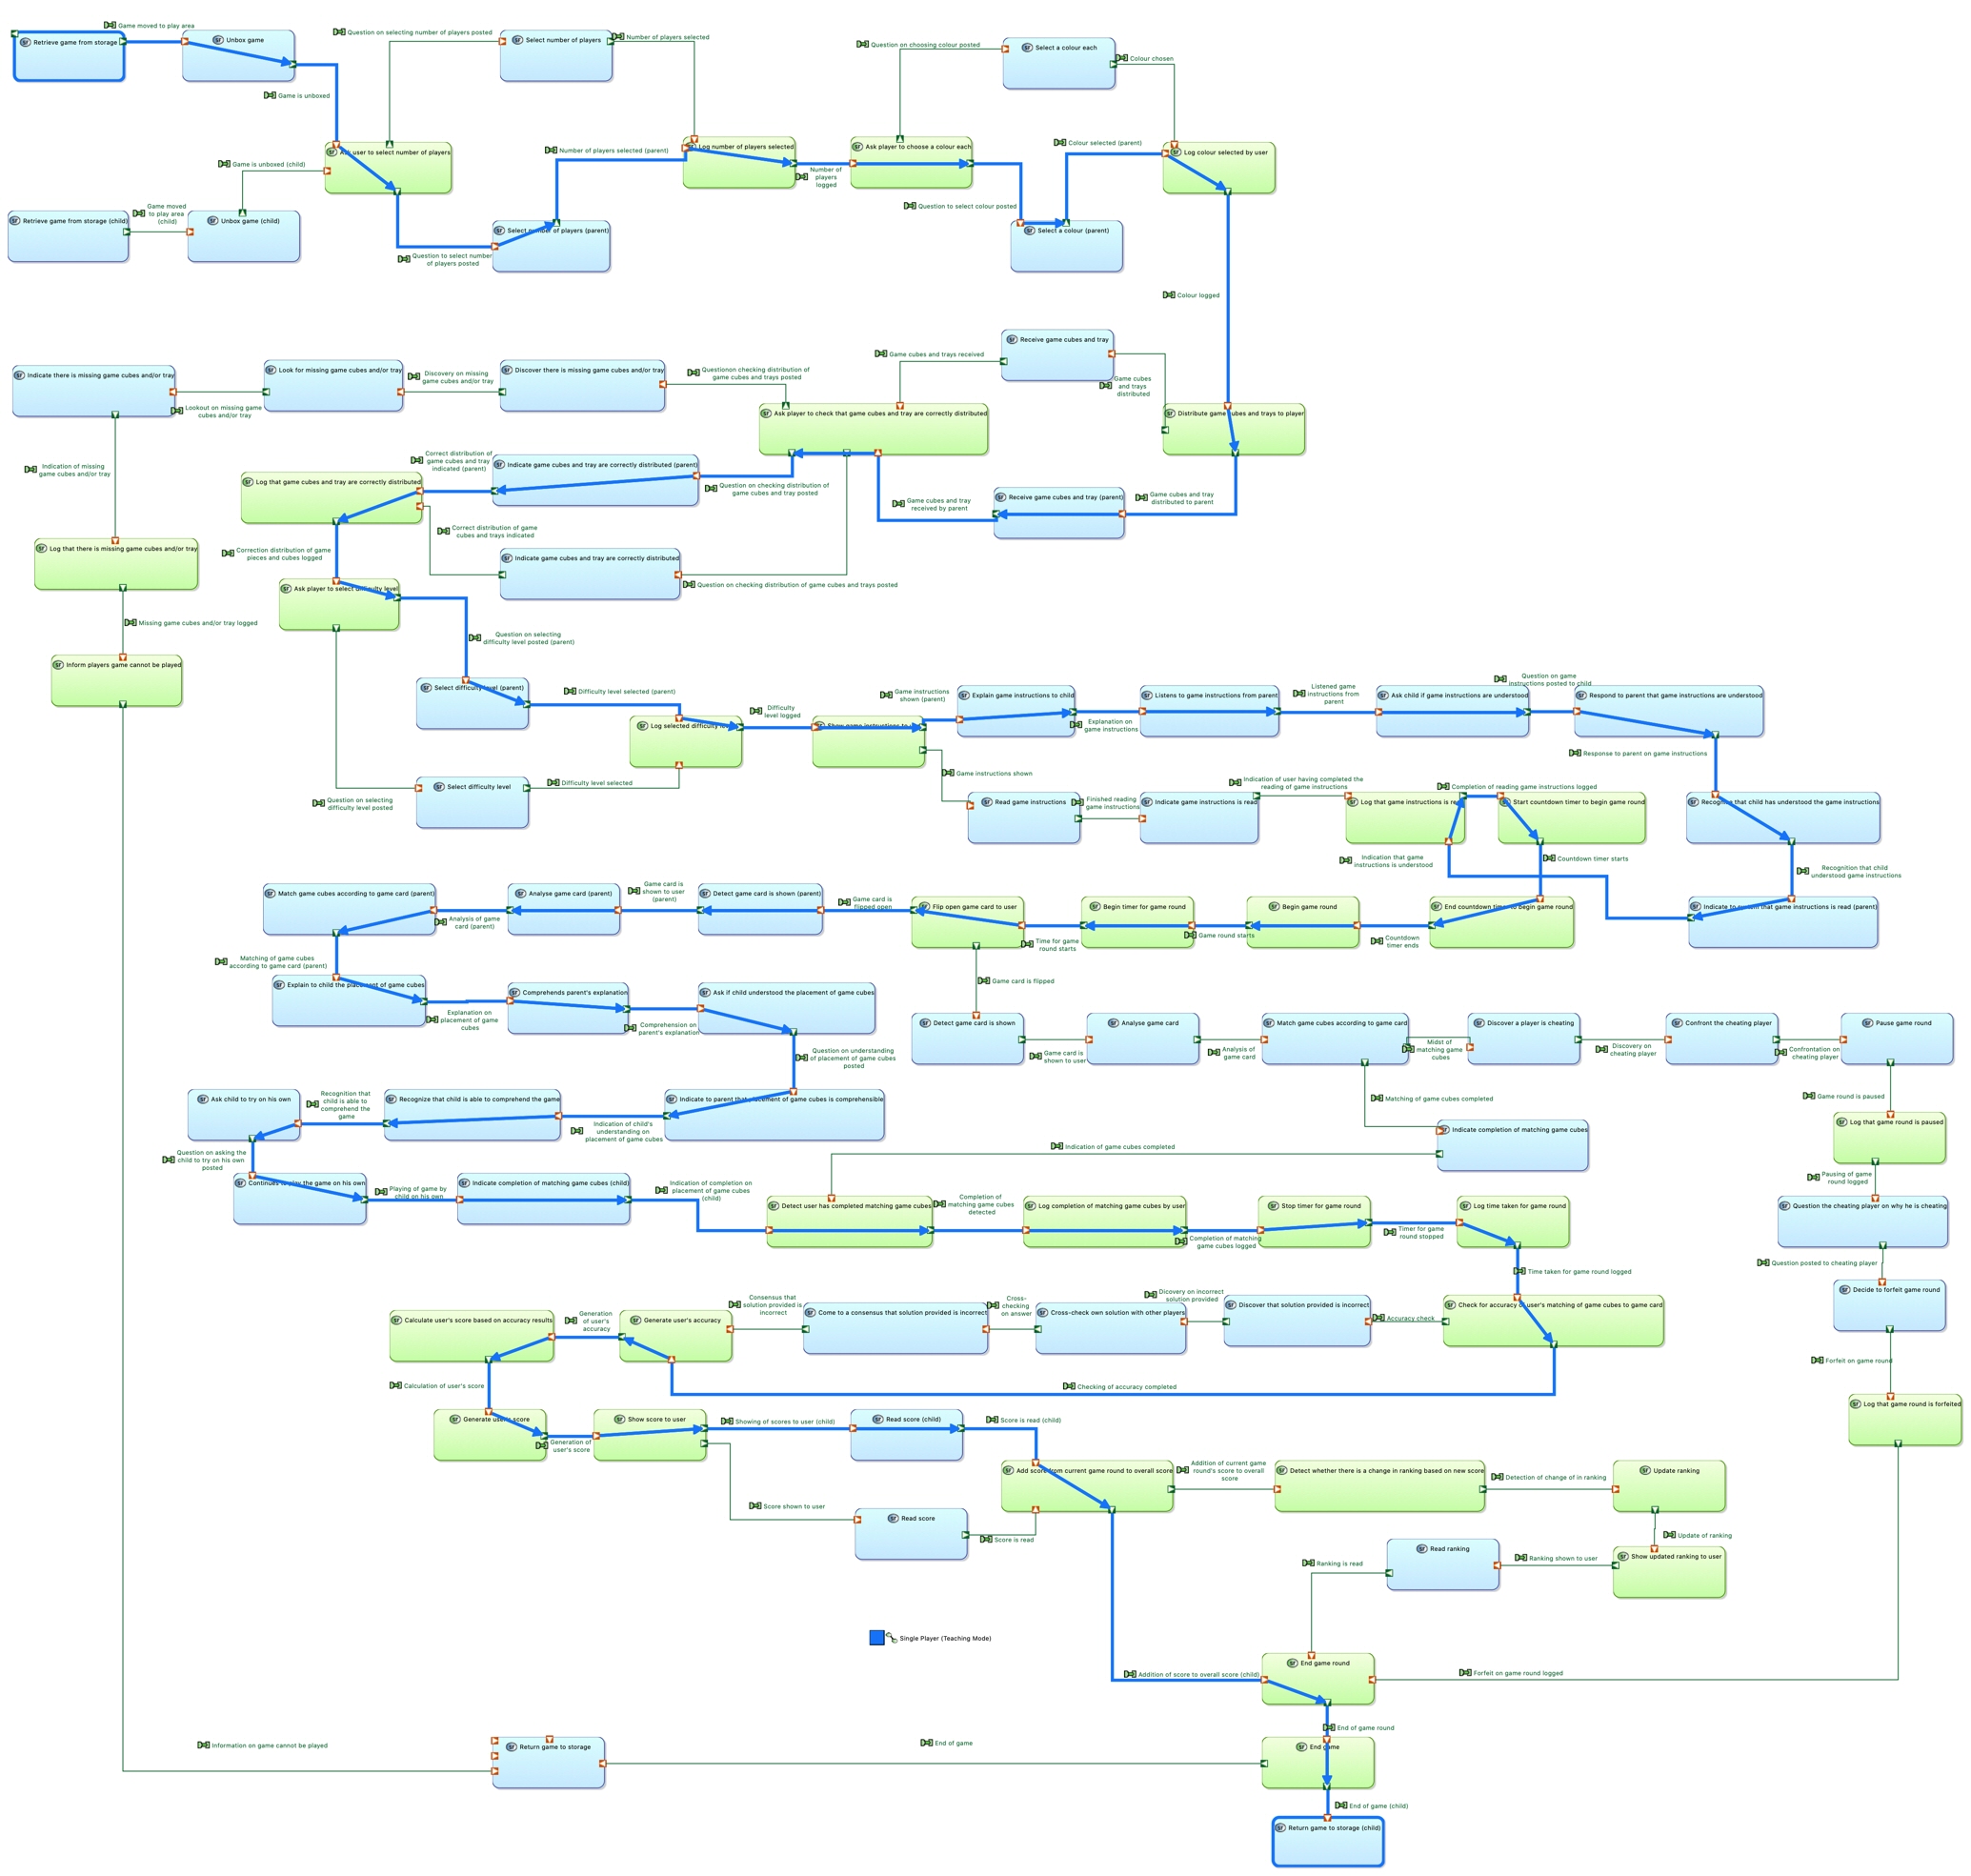 Game moved to play area
Retrieve game from storage
Unbox game
Question on selecting number of players posted
Select number of players
Number of players selected
Question on choosing colour posted
Select a colour each
Colour chosen
Game is unboxed
Ask user to select number of players
Game is unboxed (child)
Number of players selected (parent)
Log number of players selected
Ask player to choose a colour each
Colour selected (parent)
Log colour selected by user
Number of
players
logged
Game moved
to play area
(child)
Retrieve game from storage (child)
Unbox game (child)
Question to select colour posted
Select number of players (parent)
Select a colour (parent)
Question to select number
of players posted
Colour logged
Receive game cubes and tray
Game cubes and trays received
Indicate there is missing game cubes and/or tray
Look for missing game cubes and/or tray
Discovery on missing
game cubes and/or tray
Discover there is missing game cubes and/or tray
Questionon checking distribution of
game cubes and trays posted
Game cubes
and trays
distributed
Lookout on missing game
cubes and/or tray
Ask player to check that game cubes and tray are correctly distributed
Distribute game cubes and trays to player
Indication of missing
game cubes and/or tray
Correct distribution of
game cubes and tray
indicated (parent)
Indicate game cubes and tray are correctly distributed (parent)
Log that game cubes and tray are correctly distributed
Question on checking distribution of
game cubes and tray posted
Game cubes and tray
received by parent
Receive game cubes and tray (parent)
Game cubes and tray
distributed to parent
Correct distribution of game
cubes and trays indicated
Log that there is missing game cubes and/or tray
Correction distribution of game
pieces and cubes logged
Indicate game cubes and tray are correctly distributed
Question on checking distribution of game cubes and trays posted
Ask player to select difficulty level
Missing game cubes and/or tray logged
Question on selecting
difficulty level posted (parent)
Inform players game cannot be played
Select difficulty level (parent)
Difficulty level selected (parent)
Log selected difficulty level
Difficulty
level logged
Show game instructions to
Game instructions
shown (parent)
Explain game instructions to child
Explanation on
game instructions
Listens to game instructions from parent
Listened game
instructions from
parent
Ask child if game instructions are understood
Question on game
instructions posted to child
Respond to parent that game instructions are understood
Response to parent on game instructions
Game instructions shown
Select difficulty level
Difficulty level selected
Question on selecting
difficulty level posted
Read game instructions
Finished reading
game instructions
Indicate game instructions is read
Indication of user having completed the
reading of game instructions
Log that game instructions is read
Completion of reading game instructions logged
Start countdown timer to begin game round
Recognise that child has understood the game instructions
Indication that game
instructions is understood
Countdown timer starts
Recognition that child
understood game instructions
Match game cubes according to game card (parent)
Analysis of game
card (parent)
Analyse game card (parent)
Game card is
shown to user
(parent)
Detect game card is shown (parent)
Game card is
flipped open
Flip open game card to user
Time for game
round starts
Begin timer for game round
Game round starts
Begin game round
Countdown
timer ends
End countdown timer to begin game round
Indicate to system that game instructions is read (parent)
Matching of game cubes
according to game card (parent)
Explain to child the placement of game cubes
Explanation on
placement of game
cubes
Comprehends parent's explanation
Comprehension on
parent's explanation
Ask if child understood the placement of game cubes
Game card is flipped
Detect game card is shown
Game card is
shown to user
Analyse game card
Analysis of
game card
Match game cubes according to game card
Midst of
matching game
cubes
Discover a player is cheating
Discovery on
cheating player
Confront the cheating player
Confrontation on
cheating player
Pause game round
Question on understanding
of placement of game cubes
posted
Ask child to try on his own
Recognition that
child is able to
comprehend the
game
Recognize that child is able to comprehend the game
Indication of child's
understanding on
placement of game cubes
Indicate to parent that placement of game cubes is comprehensible
Matching of game cubes completed
Game round is paused
Log that game round is paused
Indicate completion of matching game cubes
Indication of game cubes completed
Question on asking the
child to try on his own
posted
Continues to play the game on his own
Playing of game by
child on his own
Indicate completion of matching game cubes (child)
Indication of completion on
placement of game cubes
(child)
Detect user has completed matching game cubes
Completion of
matching game cubes
detected
Log completion of matching game cubes by user
Completion of matching
game cubes logged
Stop timer for game round
Timer for game
round stopped
Log time taken for game round
Pausing of game
round logged
Question the cheating player on why he is cheating
Question posted to cheating player
Time taken for game round logged
Decide to forfeit game round
Calculate user's score based on accuracy results
Generation
of user's
accuracy
Generate user's accuracy
Consensus that
solution provided is
incorrect
Come to a consensus that solution provided is incorrect
Cross-
checking
on answer
Cross-check own solution with other players
Dicovery on incorrect
solution provided
Discover that solution provided is incorrect
Accuracy check
Check for accuracy of user's matching of game cubes to game card
Forfeit on game round
Calculation of user's score
Checking of accuracy completed
Log that game round is forfeited
Generate user's score
Generation of
user's score
Show score to user
Showing of scores to user (child)
Read score (child)
Score is read (child)
Add score from current game round to overall score
Addition of current game
round's score to overall
score
Detect whether there is a change in ranking based on new score
Detection of change of in ranking
Update ranking
Score shown to user
Read score
Score is read
Update of ranking
Show updated ranking to user
Ranking shown to user
Read ranking
Ranking is read
Single Player (Teaching Mode)
End game round
Addition of score to overall score (child)
Forfeit on game round logged
End of game round
Information on game cannot be played
Return game to storage
End of game
End game
End of game (child)
Return game to storage (child)